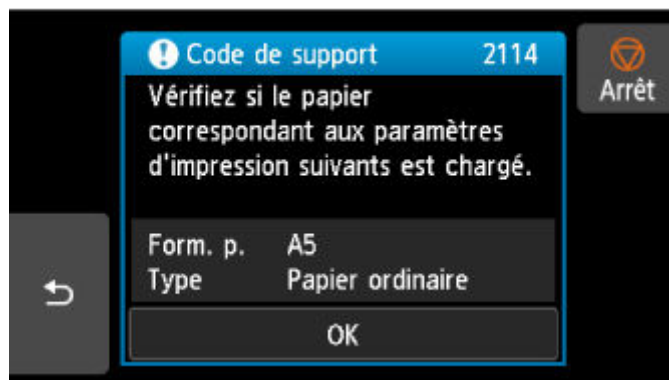 Code de support 2114
Arrêt
Vérifiez si le papier
correspondant aux paramètres
d'impression suivants est chargé.
Form. p. A5
Type Papier ordinaire
OK